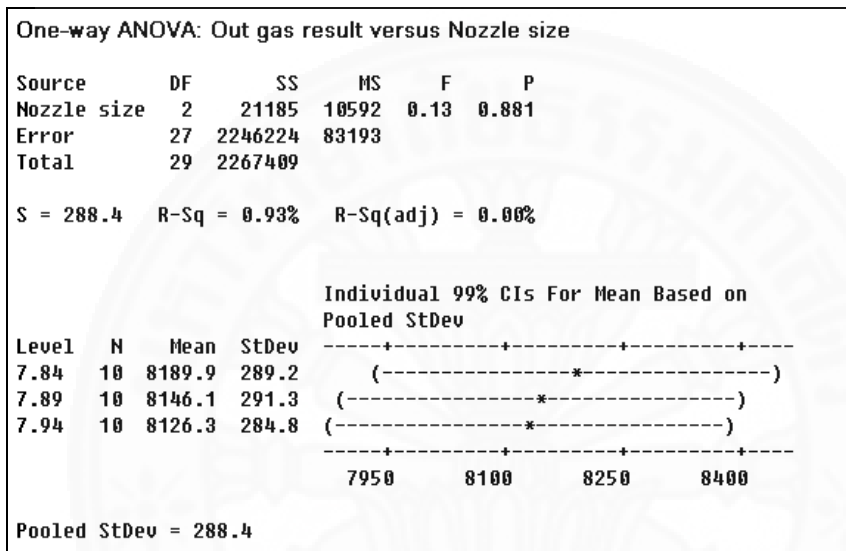 One-way ANOVA: Out gas result versus Nozzle size
Source DF SS MS F P
Nozzle size 2 21185 10592 0.13 0.881
Error 27 2246224 83193
Total 29 2267409
S = 288.4 R-Sq = 0.93% R-Sq(adj) = 0.00%
Individual 99% CIs For Mean Based on
Pooled StDev
Level N Mean StDev -----+---------+---------+---------+----
7.84 10 8189.9 289.2 (----------------*----------------)
7.89 10 8146.1 291.3 (----------------*----------------)
7.94 10 8126.3 284.8 (----------------*----------------)
-----+---------+---------+---------+----
7950 8100 8250 8400
Pooled StDev = 288.4